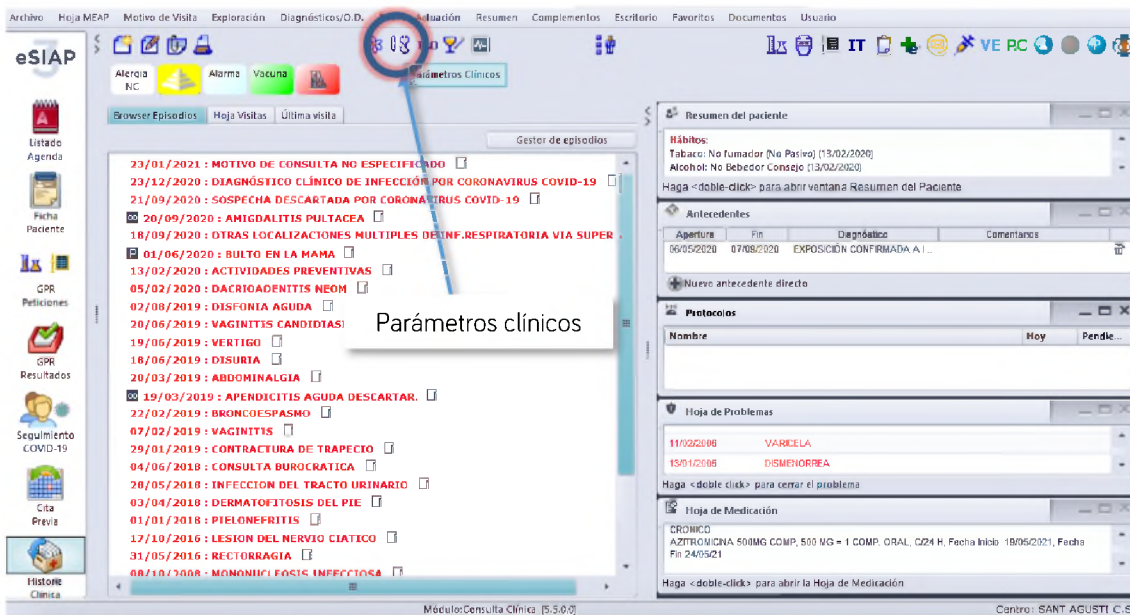 Archivo Hoja MEAP Motivo de Visita Exploración Diagnósticos/O.D. Actuación Resumen Complementos Escritorio Favoritos Documentos Usuario
eSIAP
3
IT VE P.C
Alergia NC Alarma Vacuna
Parámetros Clínicos
Browser Episodios Hoja Visitas Última visita
Gestor de episodios
Listado Agenda
Ficha Paciente
GPR Peticiones
GPR Resultados
Seguimiento COVID-19
Cita Previa
Historia Clínica
23/01/2021 : MOTIVO DE CONSULTA NO ESPECIFICADO
23/12/2020 : DIAGNÓSTICO CLÍNICO DE INFECCIÓN POR CORONAVIRUS COVID-19
21/09/2020 : SOSPECHA DESCARTADA POR CORONAVIRUS COVID-19
20/09/2020 : AMIGDALITIS PULTACEA
18/09/2020 : OTRAS LOCALIZACIONES MULTIPLES DE INF.RESPIRATORIA VIA SUPER
P 01/06/2020 : BULTO EN LA MAMA
13/02/2020 : ACTIVIDADES PREVENTIVAS
05/02/2020 : DACRIOADENITIS NEOM
02/08/2019 : DISFONIA AGUDA
20/06/2019 : VAGINITIS CANDIDIASI
19/06/2019 : VERTIGO
18/06/2019 : DISURIA
20/03/2019 : ABDOMINALGIA
19/03/2019 : APENDICITIS AGUDA DESCARTAR.
22/02/2019 : BRONCOESPASMO
07/02/2019 : VAGINITIS
29/01/2019 : CONTRACTURA DE TRAPECIO
04/06/2018 : CONSULTA BUROCRATICA
28/05/2018 : INFECCION DEL TRACTO URINARIO
03/04/2018 : DERMATOFITOSIS DEL PIE
01/01/2018 : PIELONEFRITIS
17/10/2016 : LESION DEL NERVIO CIATICO
31/05/2016 : RECTORRAGIA
08/10/2008 : MONONUCLEOSIS INFECCIOSA
Parámetros clínicos
Resumen del paciente
Hábitos:
Tabaco: No fumador (No Pasivo) (13/02/2020)
Alcohol: No Bebedor Consejo (13/02/2020)
Haga <doble-click> para abrir ventana Resumen del Paciente
Antecedentes
Apertura Fin Diagnóstico Comentarios
06/05/2020 07/09/2020 EXPOSICIÓN CONFIRMADA A I...
Nuevo antecedente directo
Protocolos
Nombre Hoy Pendie...
Hoja de Problemas
11/02/2006 VARICELA
13/01/2006 DISMENORREA
Haga <doble click> para cerrar el problema
Hoja de Medicación
CRONICO
AZITROMICINA 500MG COMP, 500 MG = 1 COMP, ORAL, C/24 H, Fecha Inicio 19/05/2021, Fecha
Fin 24/05/21
Haga <doble-click> para abrir la Hoja de Medicación
Módulo:Consulta Clínica [5.5.0.0]
Centro: SANT AGUSTI C.S